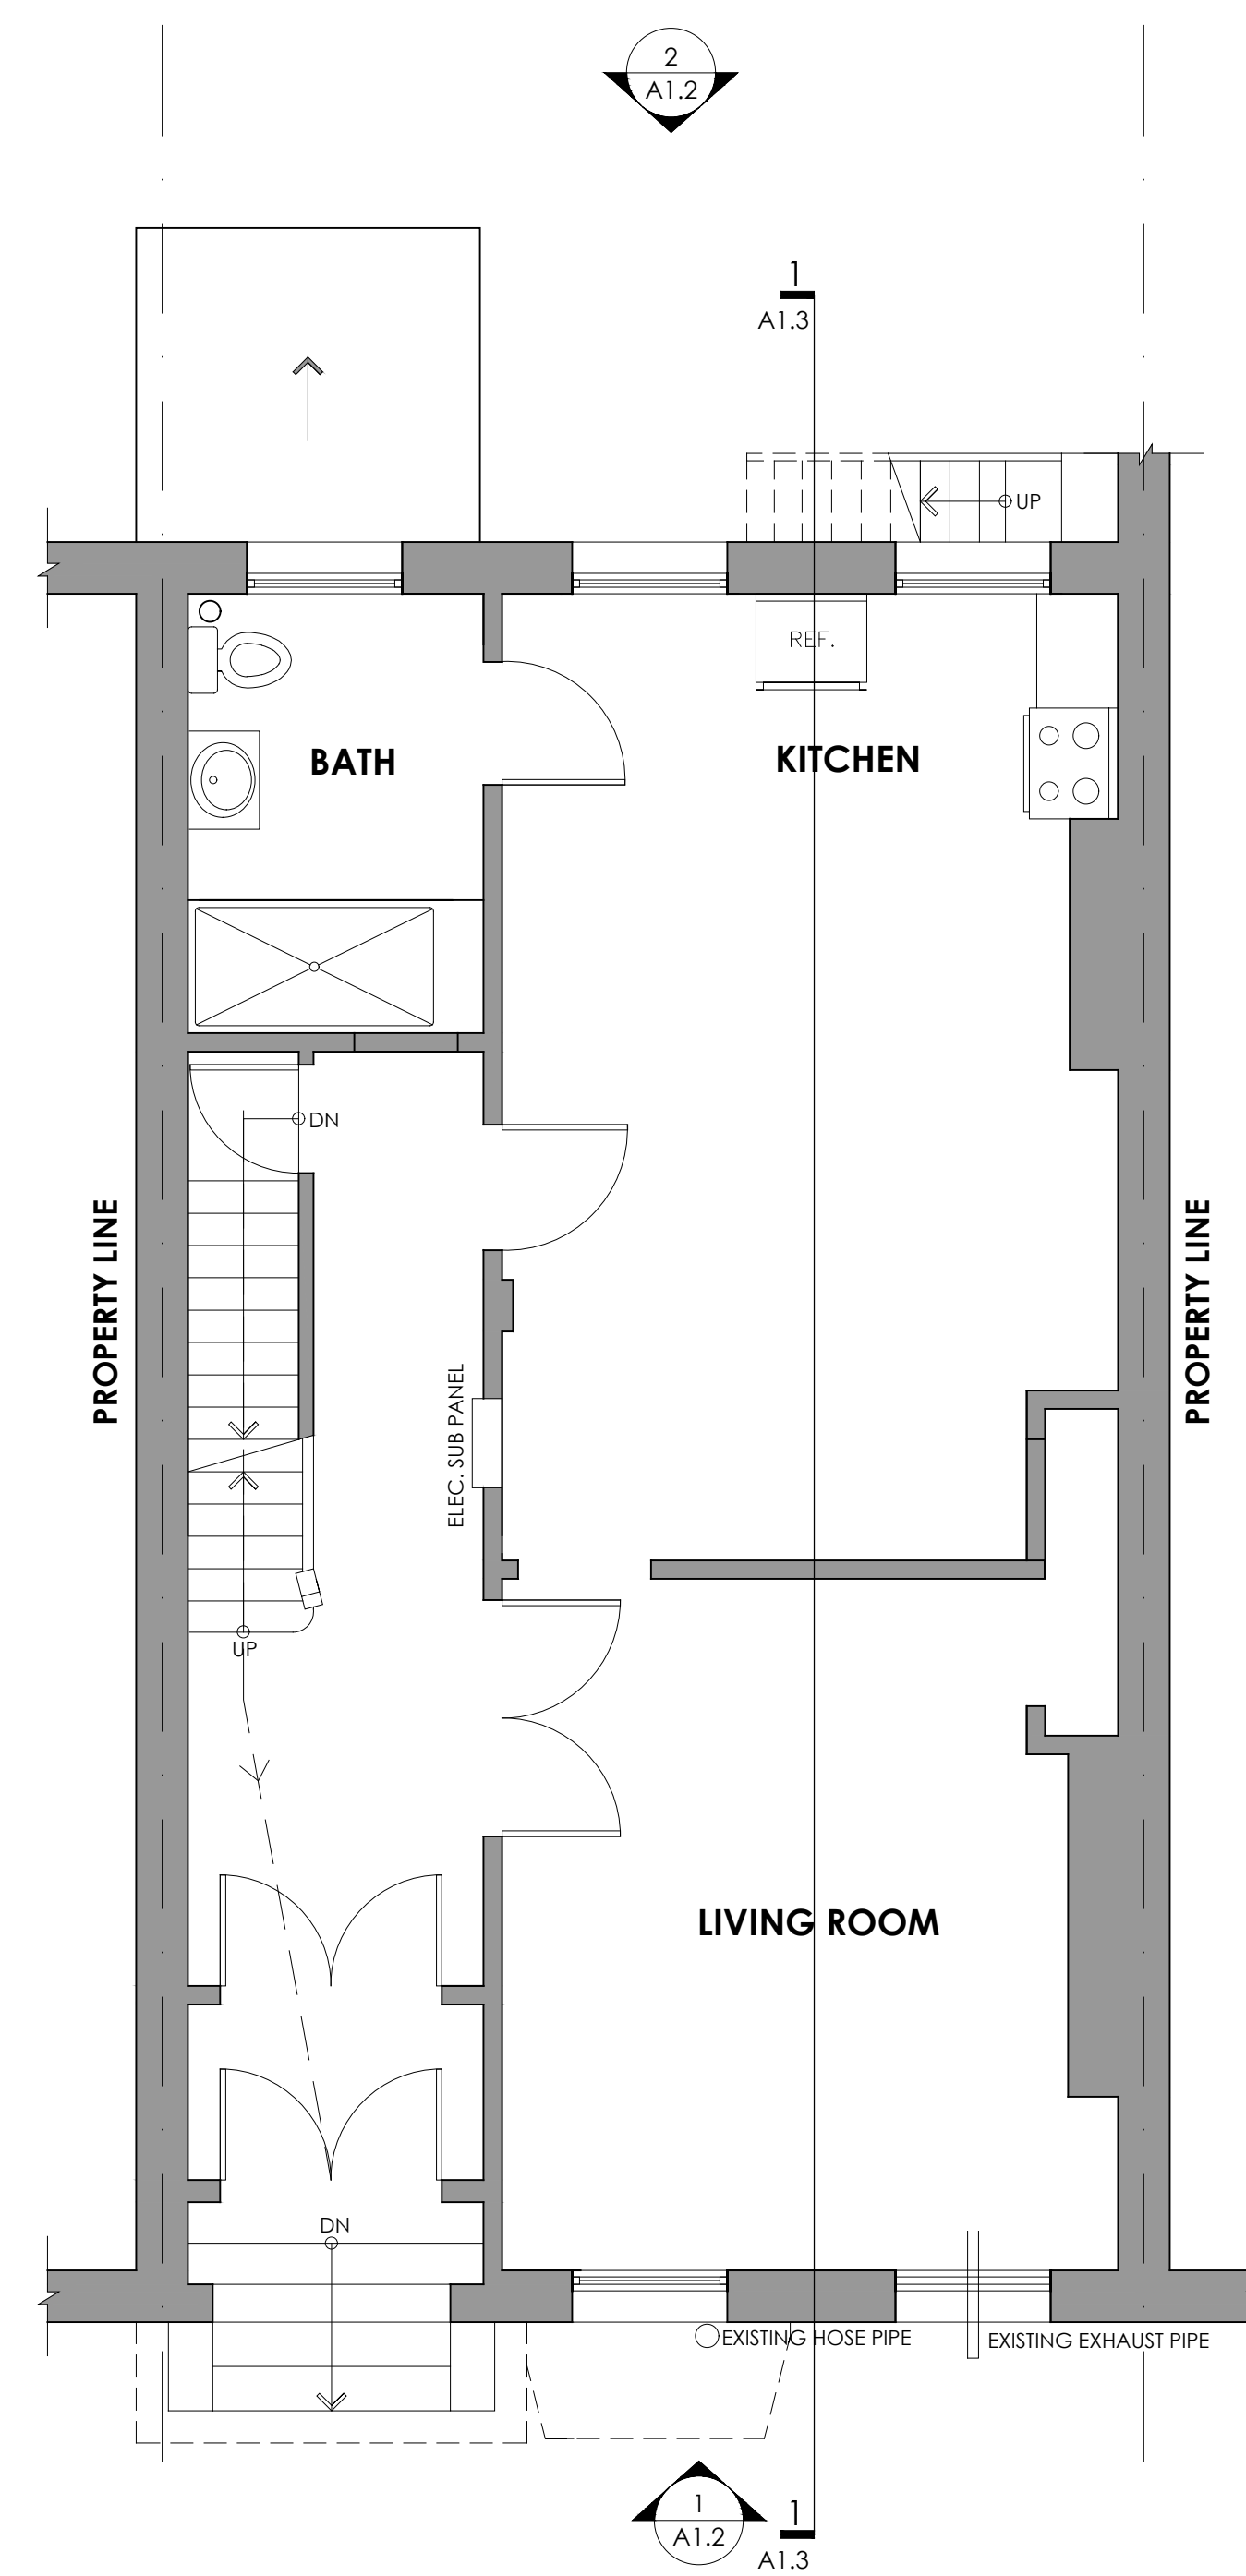 2
A1.2
1
A1.3
UP
REF.
BATH
KITCHEN
DN
PROPERTY LINE
PROPERTY LINE
ELEC. SUB PANEL
UP
LIVING ROOM
DN
EXISTING HOSE PIPE
EXISTING EXHAUST PIPE
1
A1.2
1
A1.3